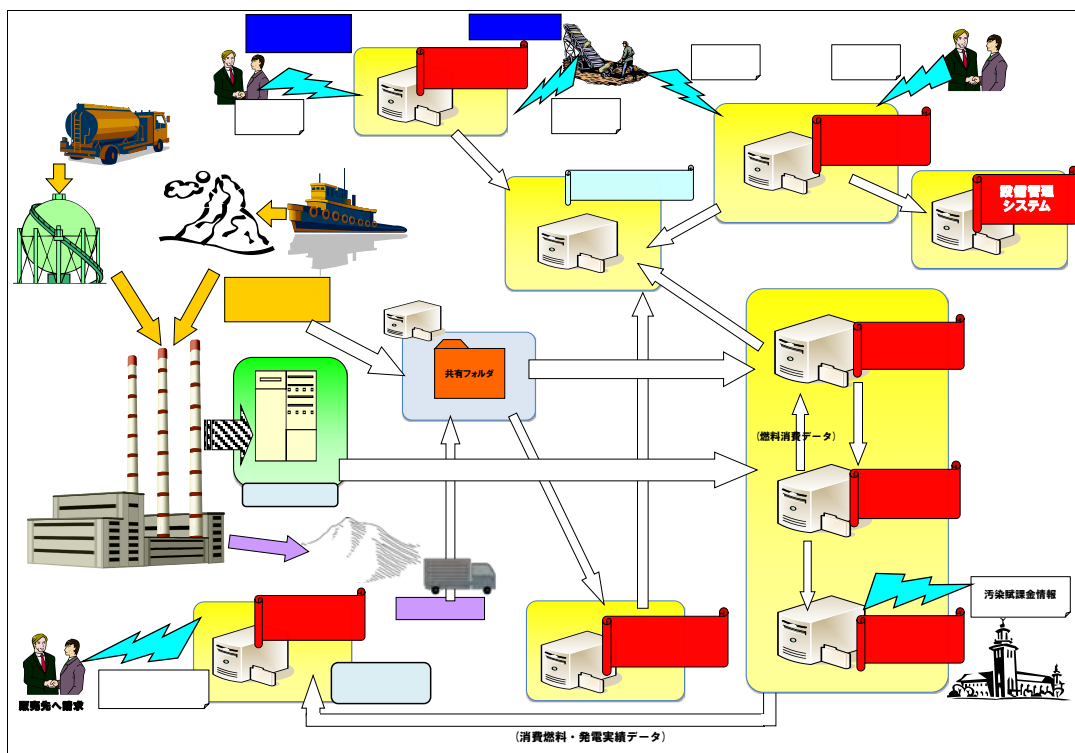 設備管理
システム
共有フォルダ
(燃料消費データ)
汚染賦課金情報
販売先へ請求
(消費燃料・発電実績データ)